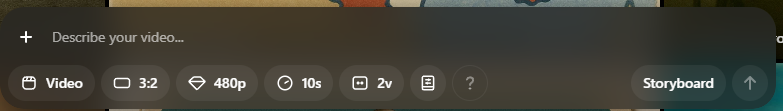 Describe your video...
Video 3:2 480p 10s 2v ? Storyboard